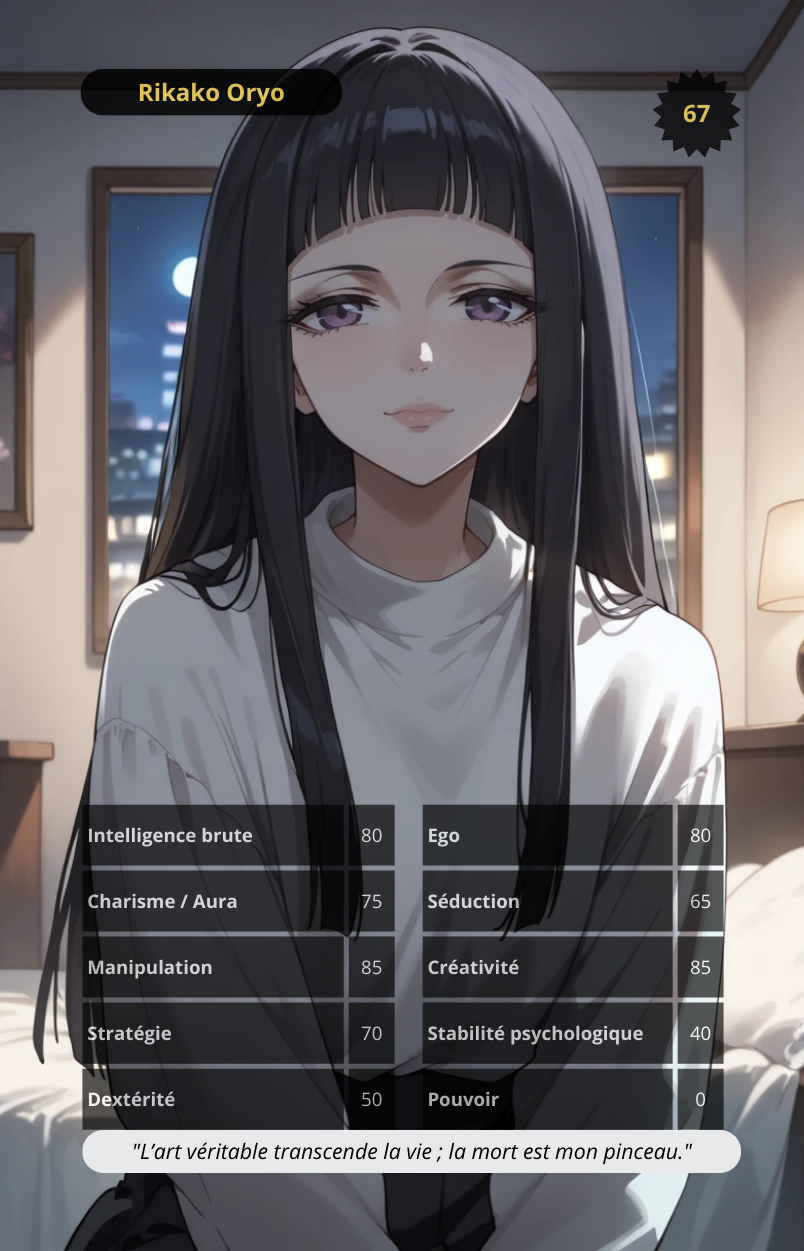 Rikako Oryo
67
Intelligence brute 80
Ego 80
Charisme / Aura 75
Séduction 65
Manipulation 85
Créativité 85
Stratégie 70
Stabilité psychologique 40
Dextérité 50
Pouvoir 0
"L’art véritable transcende la vie ; la mort est mon pinceau."